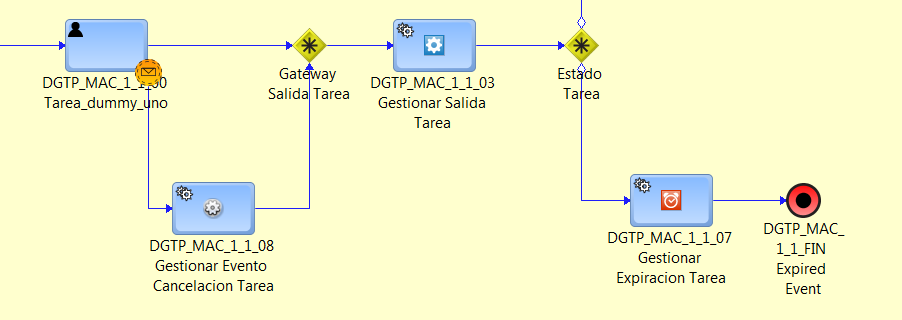 DGTP_MAC_1_1_30
Tarea_dummy_uno
Gateway
Salida Tarea
DGTP_MAC_1_1_03
Gestionar Salida
Tarea
Estado
Tarea
DGTP_MAC_1_1_08
Gestionar Evento
Cancelacion Tarea
DGTP_MAC_1_1_07
Gestionar
Expiracion Tarea
DGTP_MAC_
1_1_FIN
Expired
Event